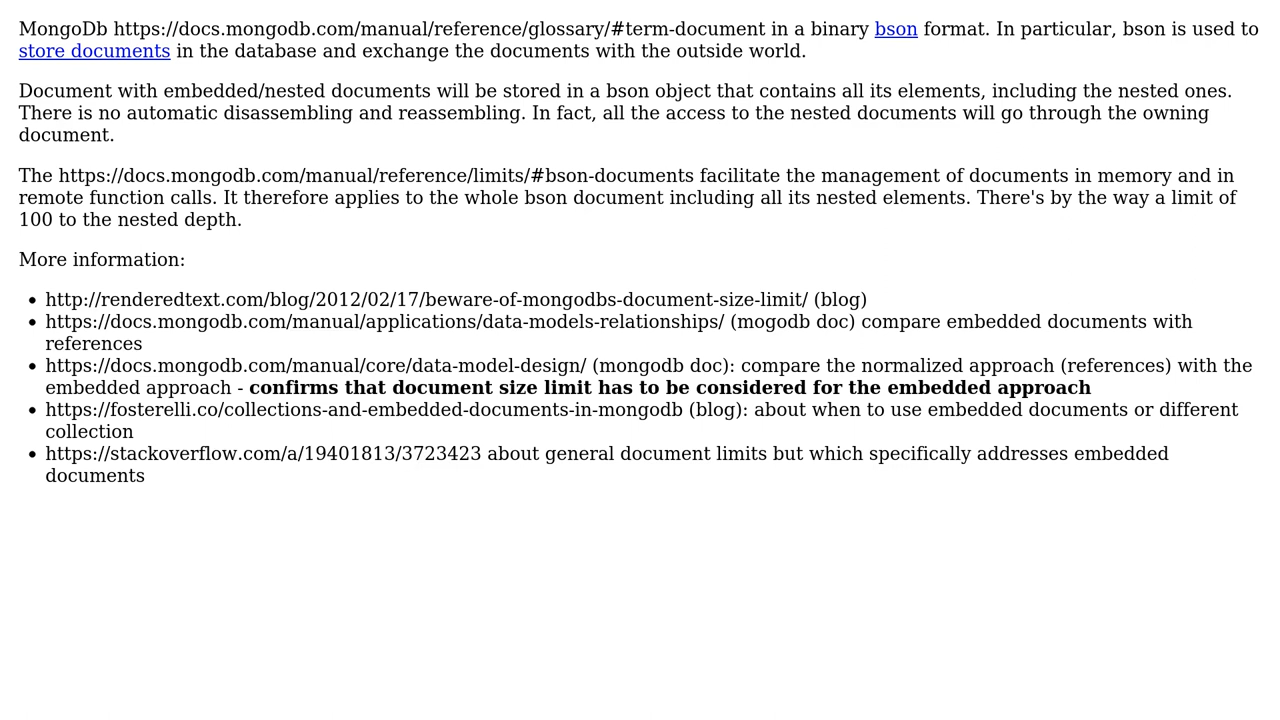 MongoDb https://docs.mongodb.com/manual/reference/glossary/#term-document in a binary bson format. In particular, bson is used to
store documents in the database and exchange the documents with the outside world.
Document with embedded/nested documents will be stored in a bson object that contains all its elements, including the nested ones.
There is no automatic disassembling and reassembling. In fact, all the access to the nested documents will go through the owning
document.
The https://docs.mongodb.com/manual/reference/limits/#bson-documents facilitate the management of documents in memory and in
remote function calls. It therefore applies to the whole bson document including all its nested elements. There's by the way a limit of
100 to the nested depth.
More information:
• http://renderedtext.com/blog/2012/02/17/beware-of-mongodbs-document-size-limit/ (blog)
• https://docs.mongodb.com/manual/applications/data-models-relationships/ (mogodb doc) compare embedded documents with
references
• https://docs.mongodb.com/manual/core/data-model-design/ (mongodb doc): compare the normalized approach (references) with the
embedded approach - confirms that document size limit has to be considered for the embedded approach
• https://fosterelli.co/collections-and-embedded-documents-in-mongodb (blog): about when to use embedded documents or different
collection
• https://stackoverflow.com/a/19401813/3723423 about general document limits but which specifically addresses embedded
documents